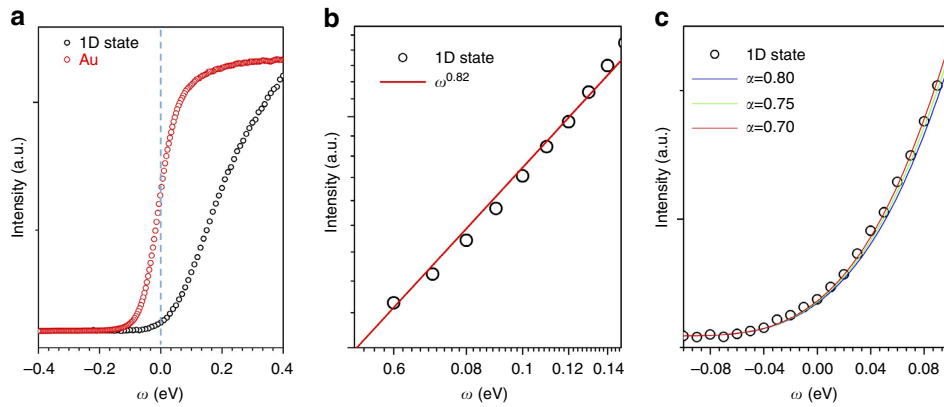 a
1D state
Au
Intensity (a.u.)
−0.4
−0.2
0.0
0.2
0.4
ω (eV)
b
1D state
ω^0.82
Intensity (a.u.)
0.6
0.08
0.10
0.12
0.14
ω (eV)
c
1D state
α=0.80
α=0.75
α=0.70
Intensity (a.u.)
−0.08
−0.04
0.00
0.04
0.08
ω (eV)